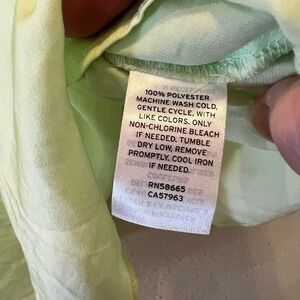 100% POLYESTER
MACHINE WASH COLD,
GENTLE CYCLE, WITH
LIKE COLORS. ONLY
NON-CHLORINE BLEACH
IF NEEDED. TUMBLE
DRY LOW, REMOVE
PROMPTLY. COOL IRON
IF NEEDED.
RN58665
CA57963